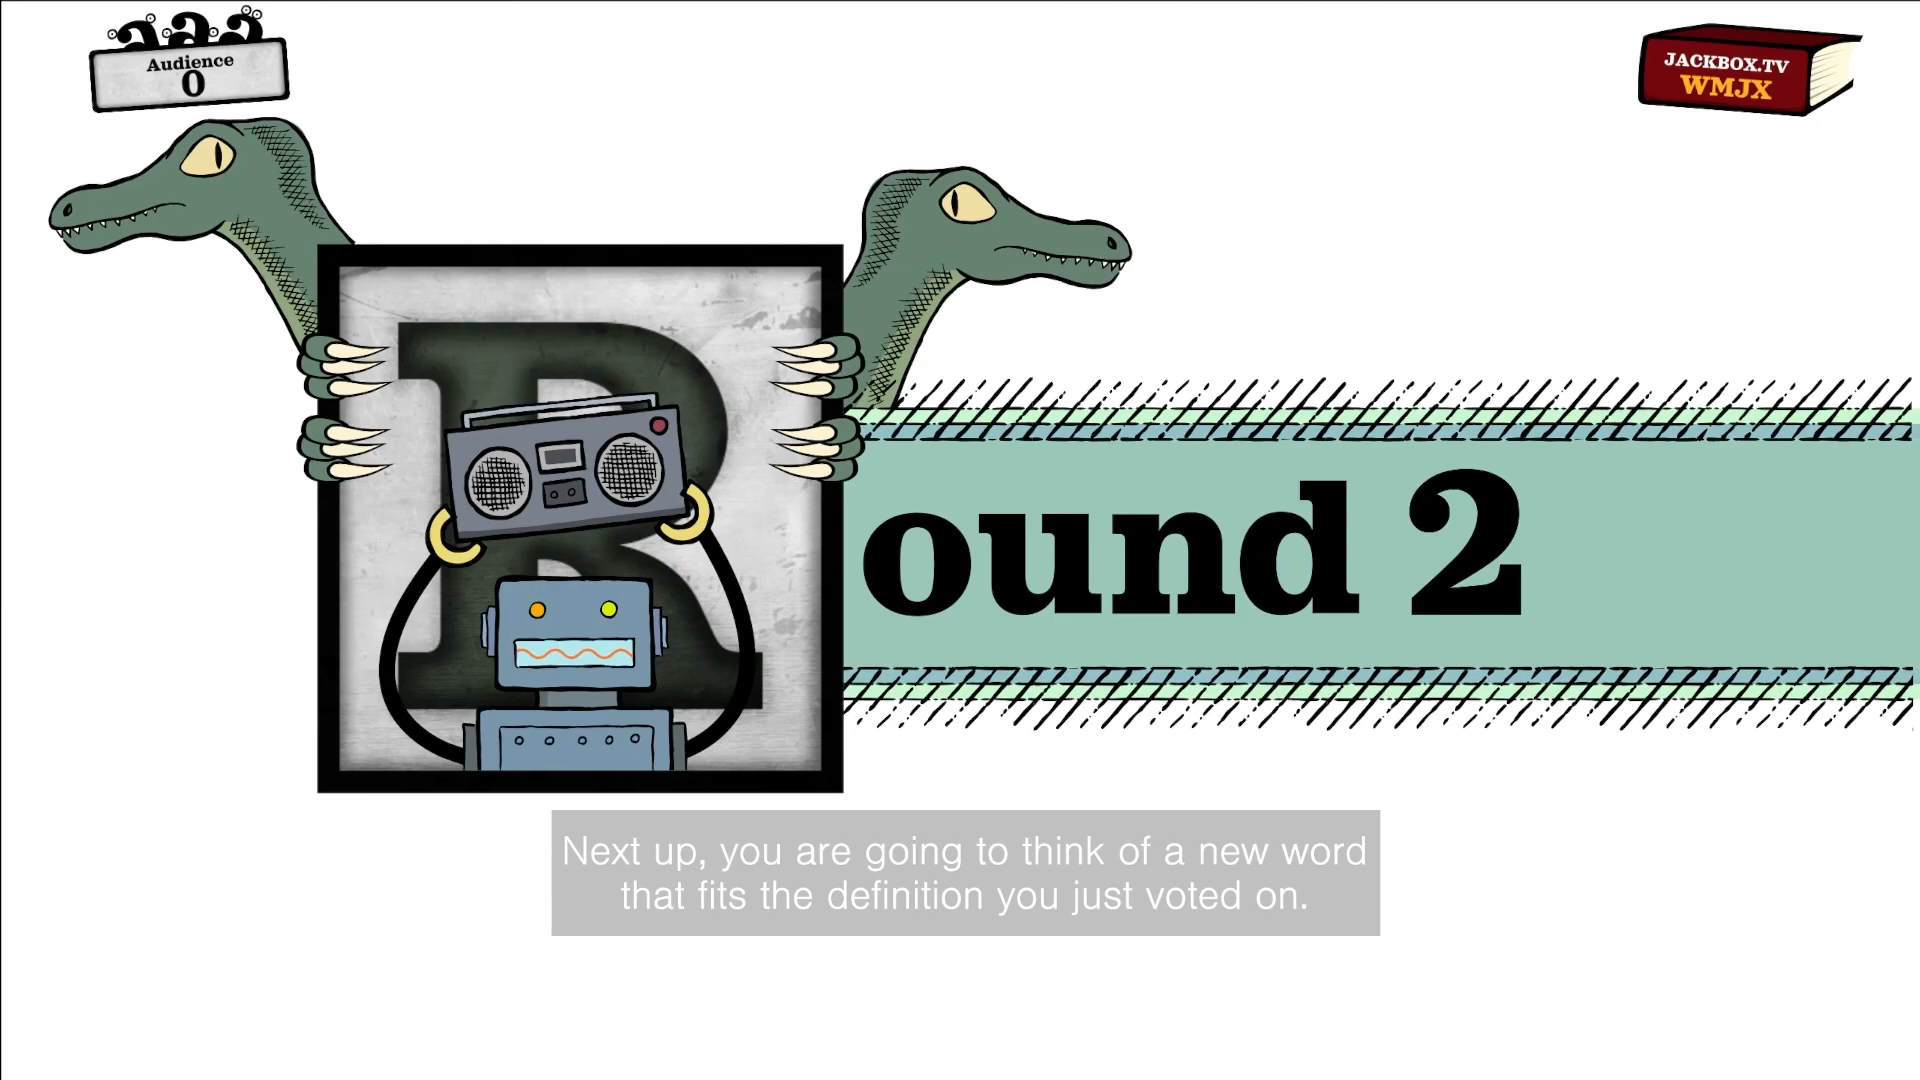 aaa
Audience
0
JACKBOX.TV
WMJX
Round 2
Next up, you are going to think of a new word
that fits the definition you just voted on.